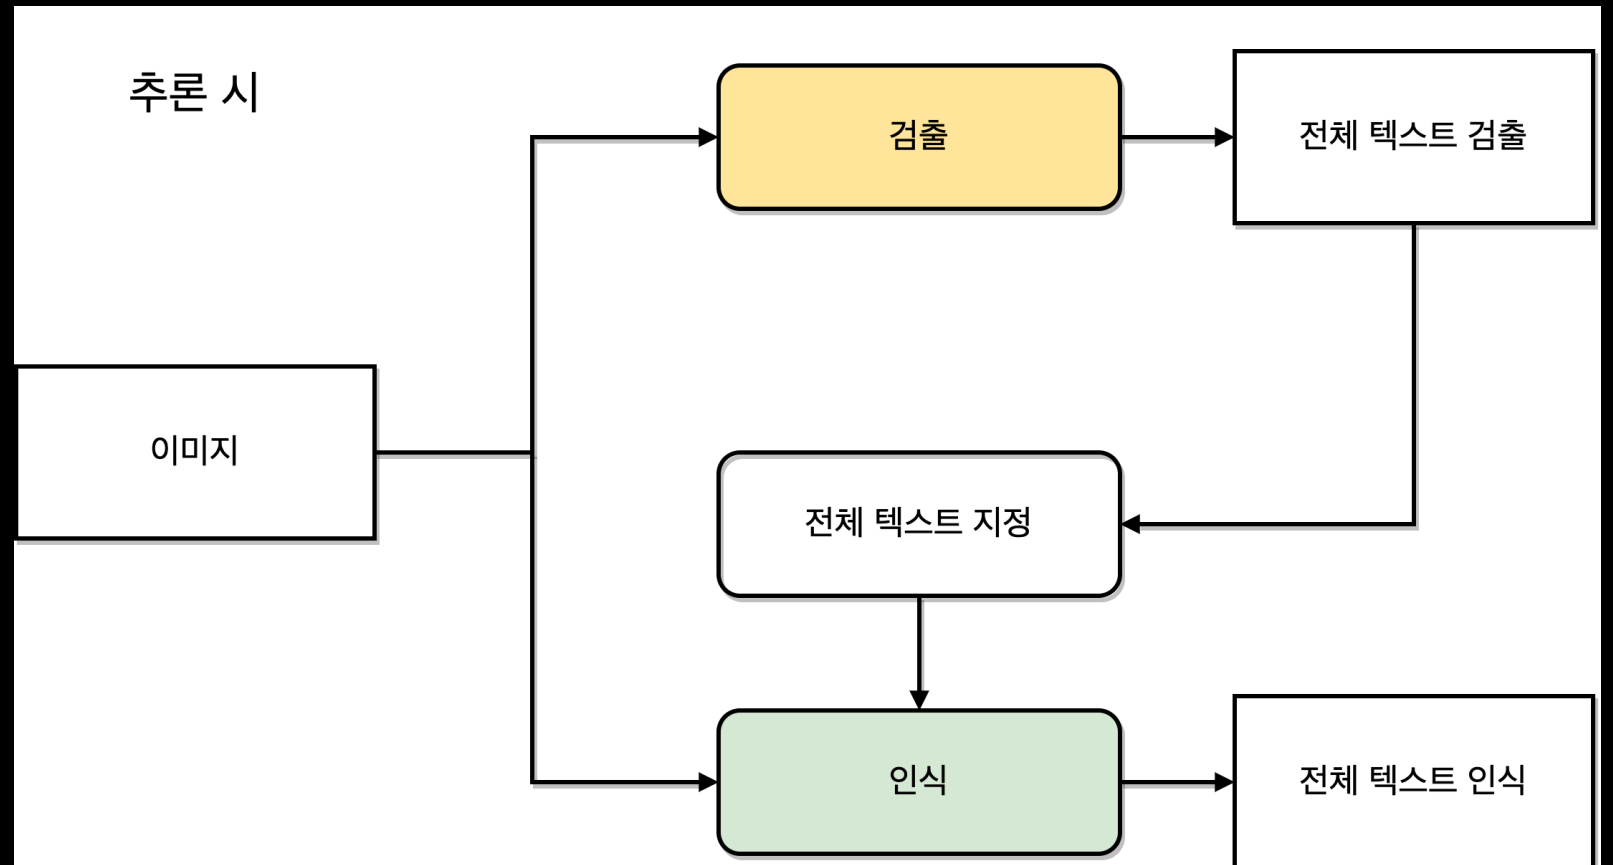 추론 시
검출
전체 텍스트 검출
이미지
전체 텍스트 지정
인식
전체 텍스트 인식